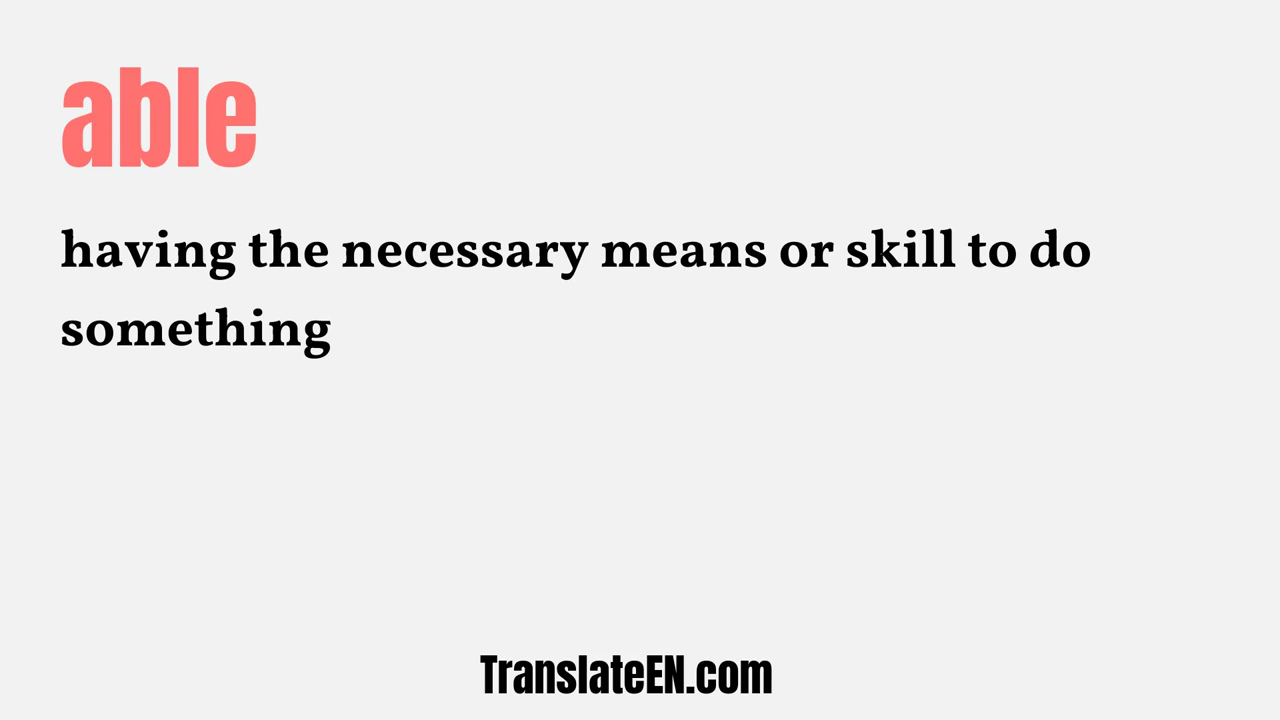 able
having the necessary means or skill to do
something
TranslateEN.com